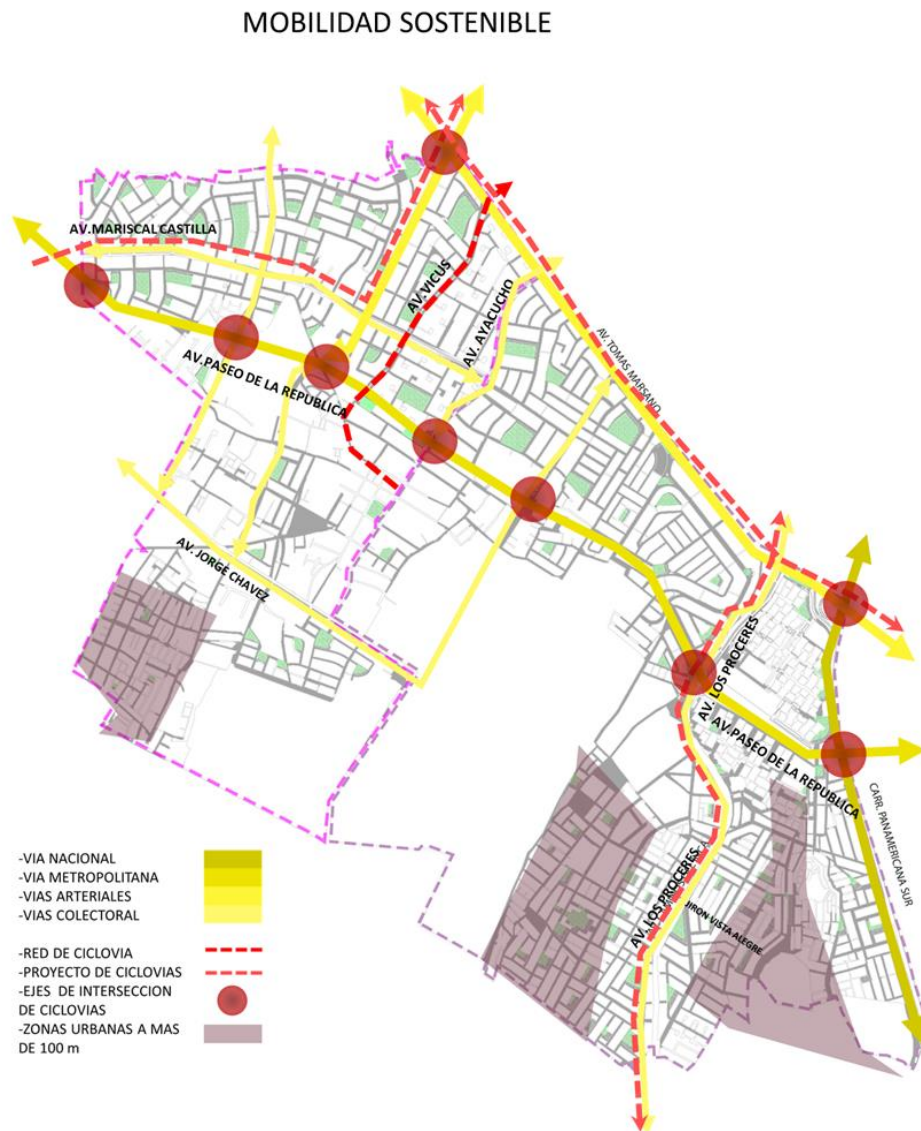 MOBILIDAD SOSTENIBLE
AV.MARISCAL CASTILLA
AV. VICUS
AV. AYACUCHO
AV. TOMAS MARSANO
AV.PASEO DE LA REPUBLICA
AV. JORGE CHAVEZ
AV. LOS PROCERES
AV.PASEO DE LA REPUBLICA
CARR. PANAMERICANA SUR
AV. LOS PROCERES
JIRON VISTA ALEGRE
-VIA NACIONAL
-VIA METROPOLITANA
-VIAS ARTERIALES
-VIAS COLECTORAL
-RED DE CICLOVIA
-PROYECTO DE CICLOVIAS
-EJES DE INTERSECCION
DE CICLOVIAS
-ZONAS URBANAS A MAS
DE 100 m